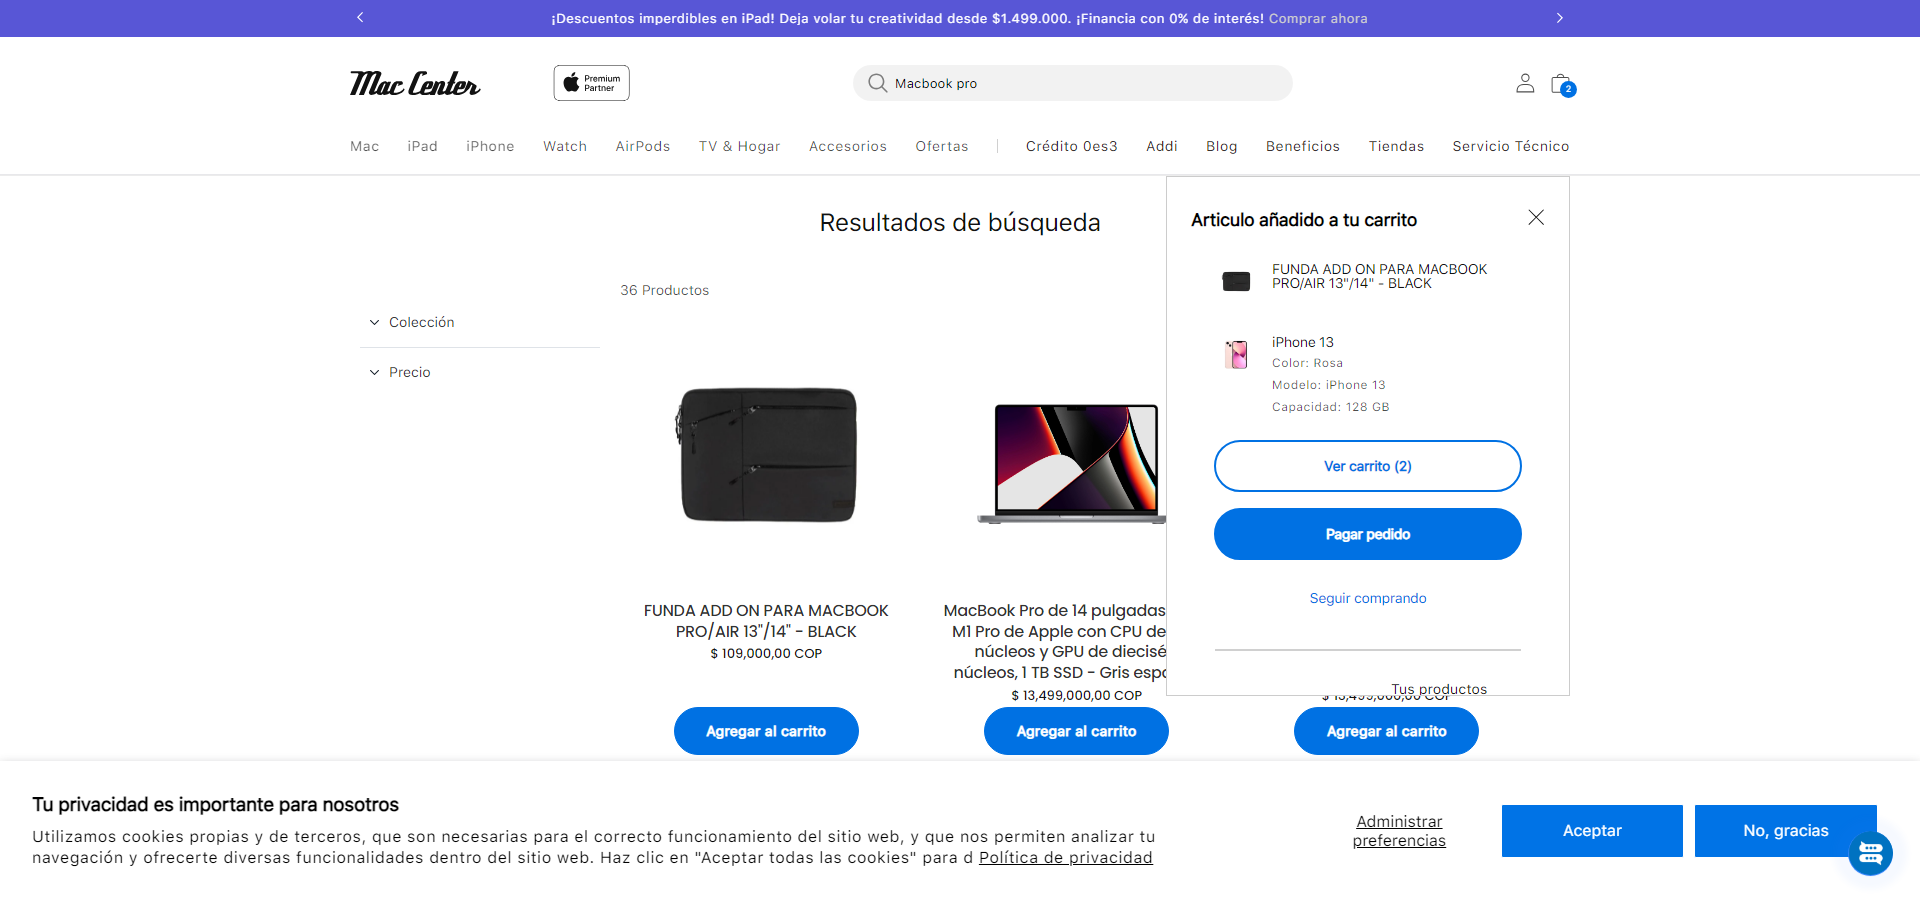 ¡Descuentos imperdibles en iPad! Deja volar tu creatividad desde $1.499.000. ¡Financia con 0% de interés! Comprar ahora
Mac Center
Premium
Partner
Macbook pro
2
Mac iPad iPhone Watch AirPods TV & Hogar Accesorios Ofertas Crédito 0es3 Addi Blog Beneficios Tiendas Servicio Técnico
Resultados de búsqueda
36 Productos
Colección
Precio
Articulo añadido a tu carrito
FUNDA ADD ON PARA MACBOOK
PRO/AIR 13"/14" - BLACK
iPhone 13
Color: Rosa
Modelo: iPhone 13
Capacidad: 128 GB
Ver carrito (2)
Pagar pedido
Seguir comprando
Tus productos
FUNDA ADD ON PARA MACBOOK
PRO/AIR 13"/14" - BLACK
$ 109,000,00 COP
Agregar al carrito
MacBook Pro de 14 pulgadas
M1 Pro de Apple con CPU de
núcleos y GPU de diecisé
núcleos, 1 TB SSD - Gris espa
$ 13,499,000,00 COP
Agregar al carrito
$ 13,499,000,00 COP
Agregar al carrito
Tu privacidad es importante para nosotros
Utilizamos cookies propias y de terceros, que son necesarias para el correcto funcionamiento del sitio web, y que nos permiten analizar tu
navegación y ofrecerte diversas funcionalidades dentro del sitio web. Haz clic en "Aceptar todas las cookies" para d Política de privacidad
Administrar
preferencias
Aceptar
No, gracias